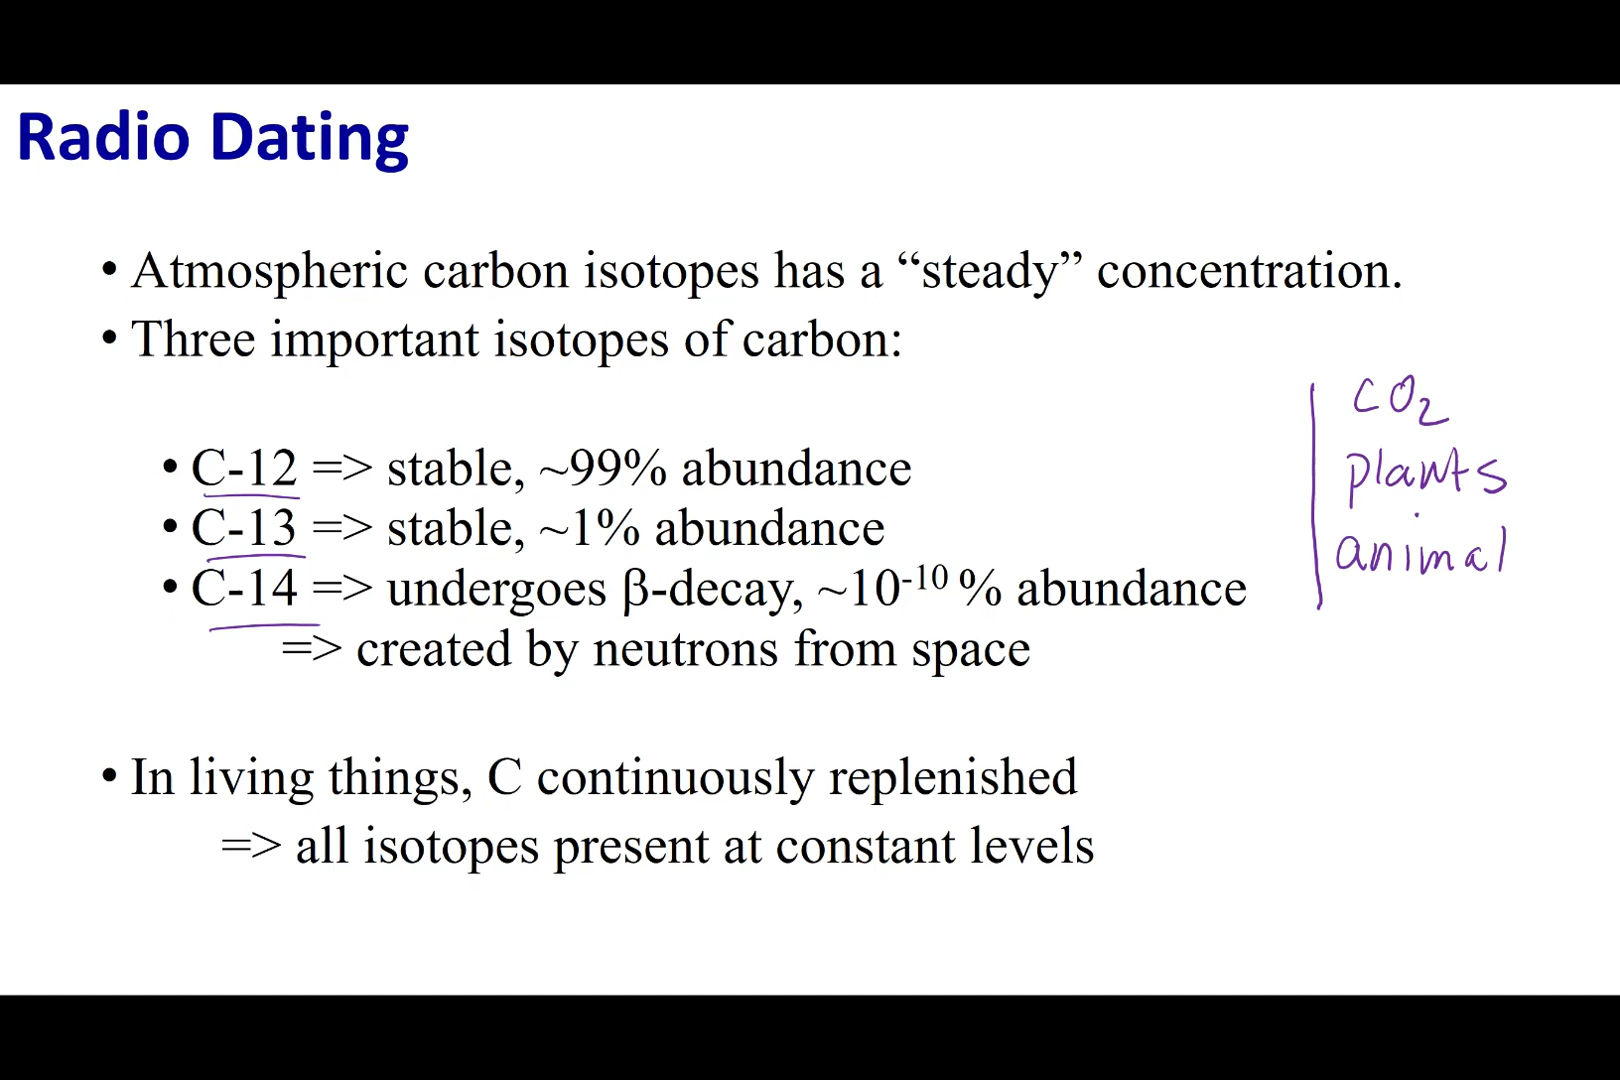 Radio Dating
• Atmospheric carbon isotopes has a “steady” concentration.
• Three important isotopes of carbon:
• C-12 => stable, ~99% abundance
• C-13 => stable, ~1% abundance
• C-14 => undergoes β-decay, ~10⁻¹⁰ % abundance
=> created by neutrons from space
CO₂
plants
animal
• In living things, C continuously replenished
=> all isotopes present at constant levels